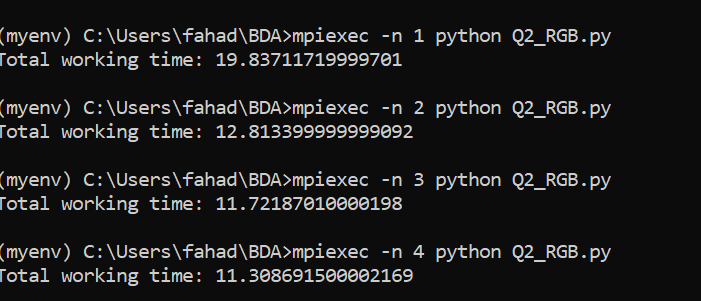 (myenv) C:\Users\fahad\BDA>mpiexec -n 1 python Q2_RGB.py
Total working time: 19.83711719999701
(myenv) C:\Users\fahad\BDA>mpiexec -n 2 python Q2_RGB.py
Total working time: 12.813399999999092
(myenv) C:\Users\fahad\BDA>mpiexec -n 3 python Q2_RGB.py
Total working time: 11.72187010000198
(myenv) C:\Users\fahad\BDA>mpiexec -n 4 python Q2_RGB.py
Total working time: 11.308691500002169